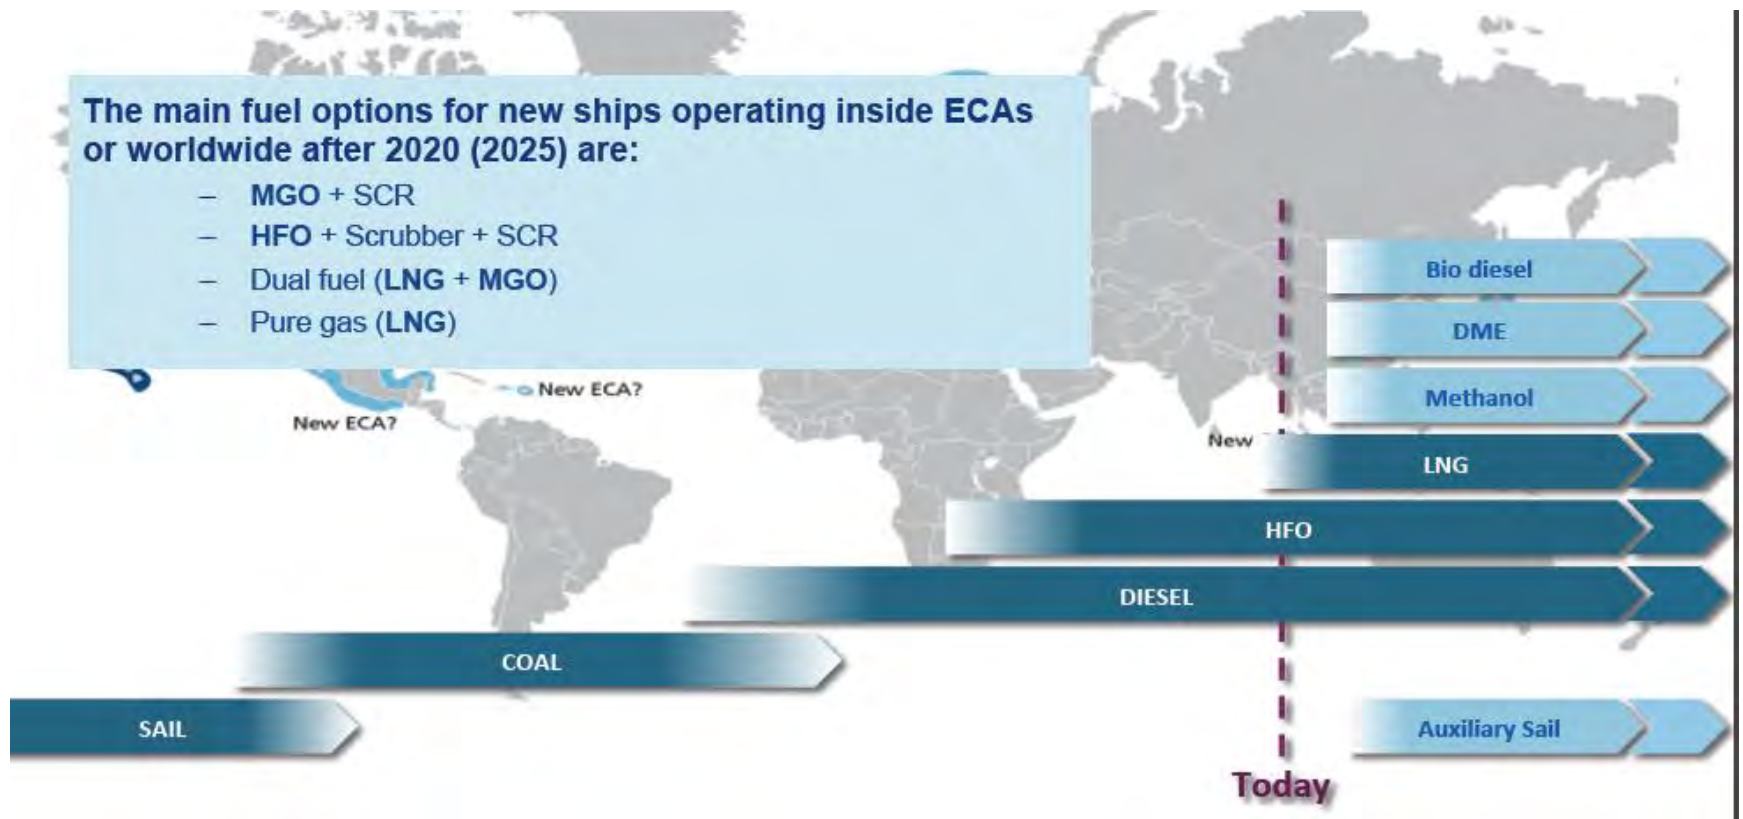 The main fuel options for new ships operating inside ECAs
or worldwide after 2020 (2025) are:
– MGO + SCR
– HFO + Scrubber + SCR
– Dual fuel (LNG + MGO)
– Pure gas (LNG)
New ECA?
New ECA?
New
Bio diesel
DME
Methanol
LNG
HFO
DIESEL
COAL
SAIL
Auxiliary Sail
Today